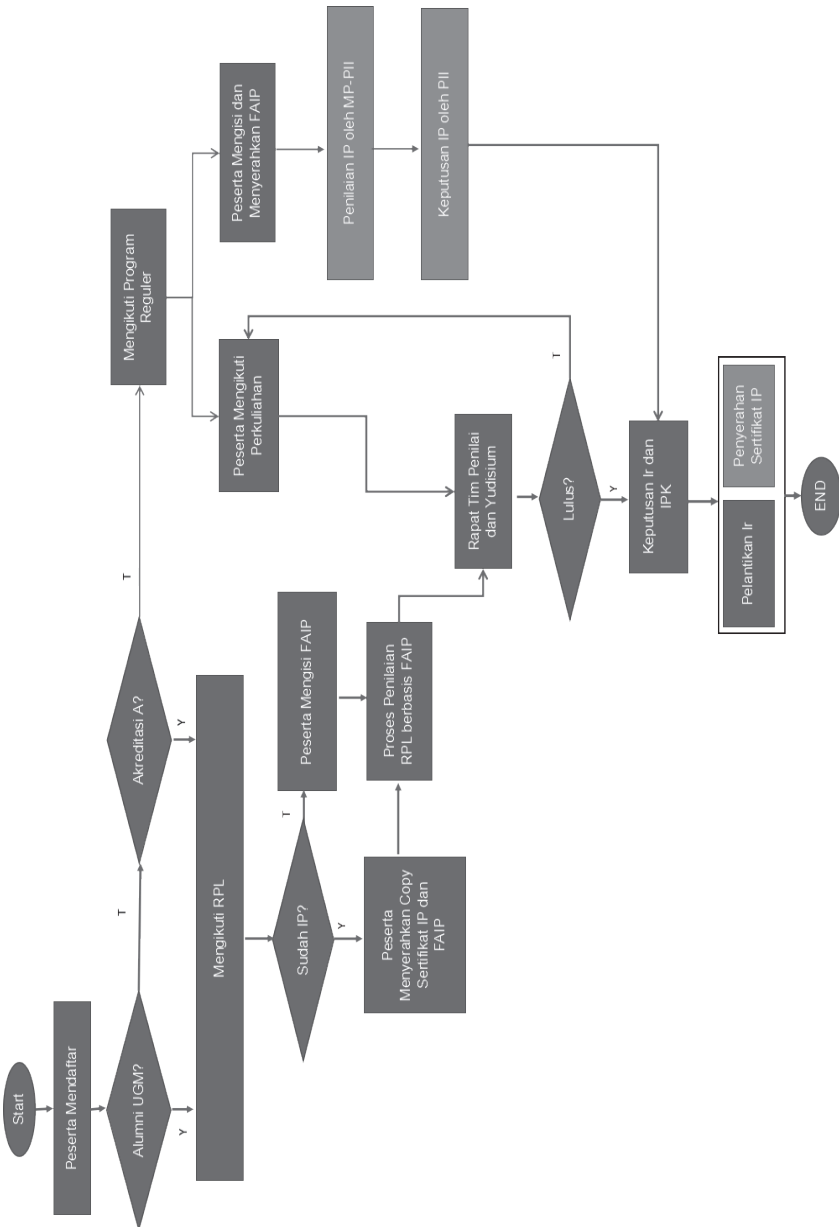 Start
Peserta Mendaftar
Alumni UGM?
T
Y
Akreditasi A?
T
Y
Mengikuti Program
Reguler
Mengikuti RPL
Sudah IP?
T
Y
Peserta Mengisi FAIP
Peserta
Menyerahkan Copy
Sertifikat IP dan
FAIP
Proses Penilaian
RPL berbasis FAIP
Peserta Mengikuti
Perkuliahan
Peserta Mengisi dan
Menyerahkan FAIP
Penilaian IP oleh MP-PII
Keputusan IP oleh PII
Rapat Tim Penilai
dan Yudisium
Lulus?
T
Y
Keputusan Ir dan
IPK
Pelantikan Ir
Penyerahan
Sertifikat IP
END